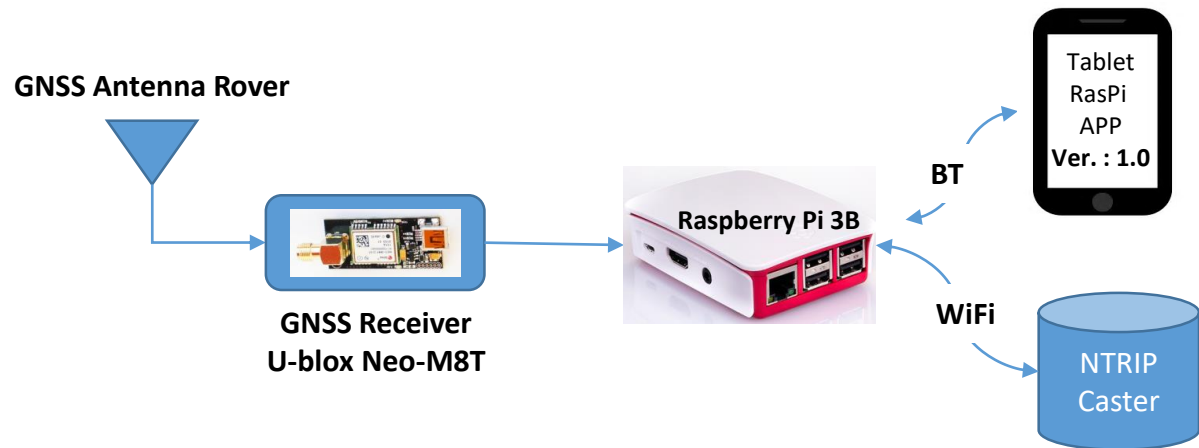 GNSS Antenna Rover
GNSS Receiver
U-blox Neo-M8T
Raspberry Pi 3B
BT
WiFi
Tablet
RasPi
APP
Ver. : 1.0
NTRIP
Caster